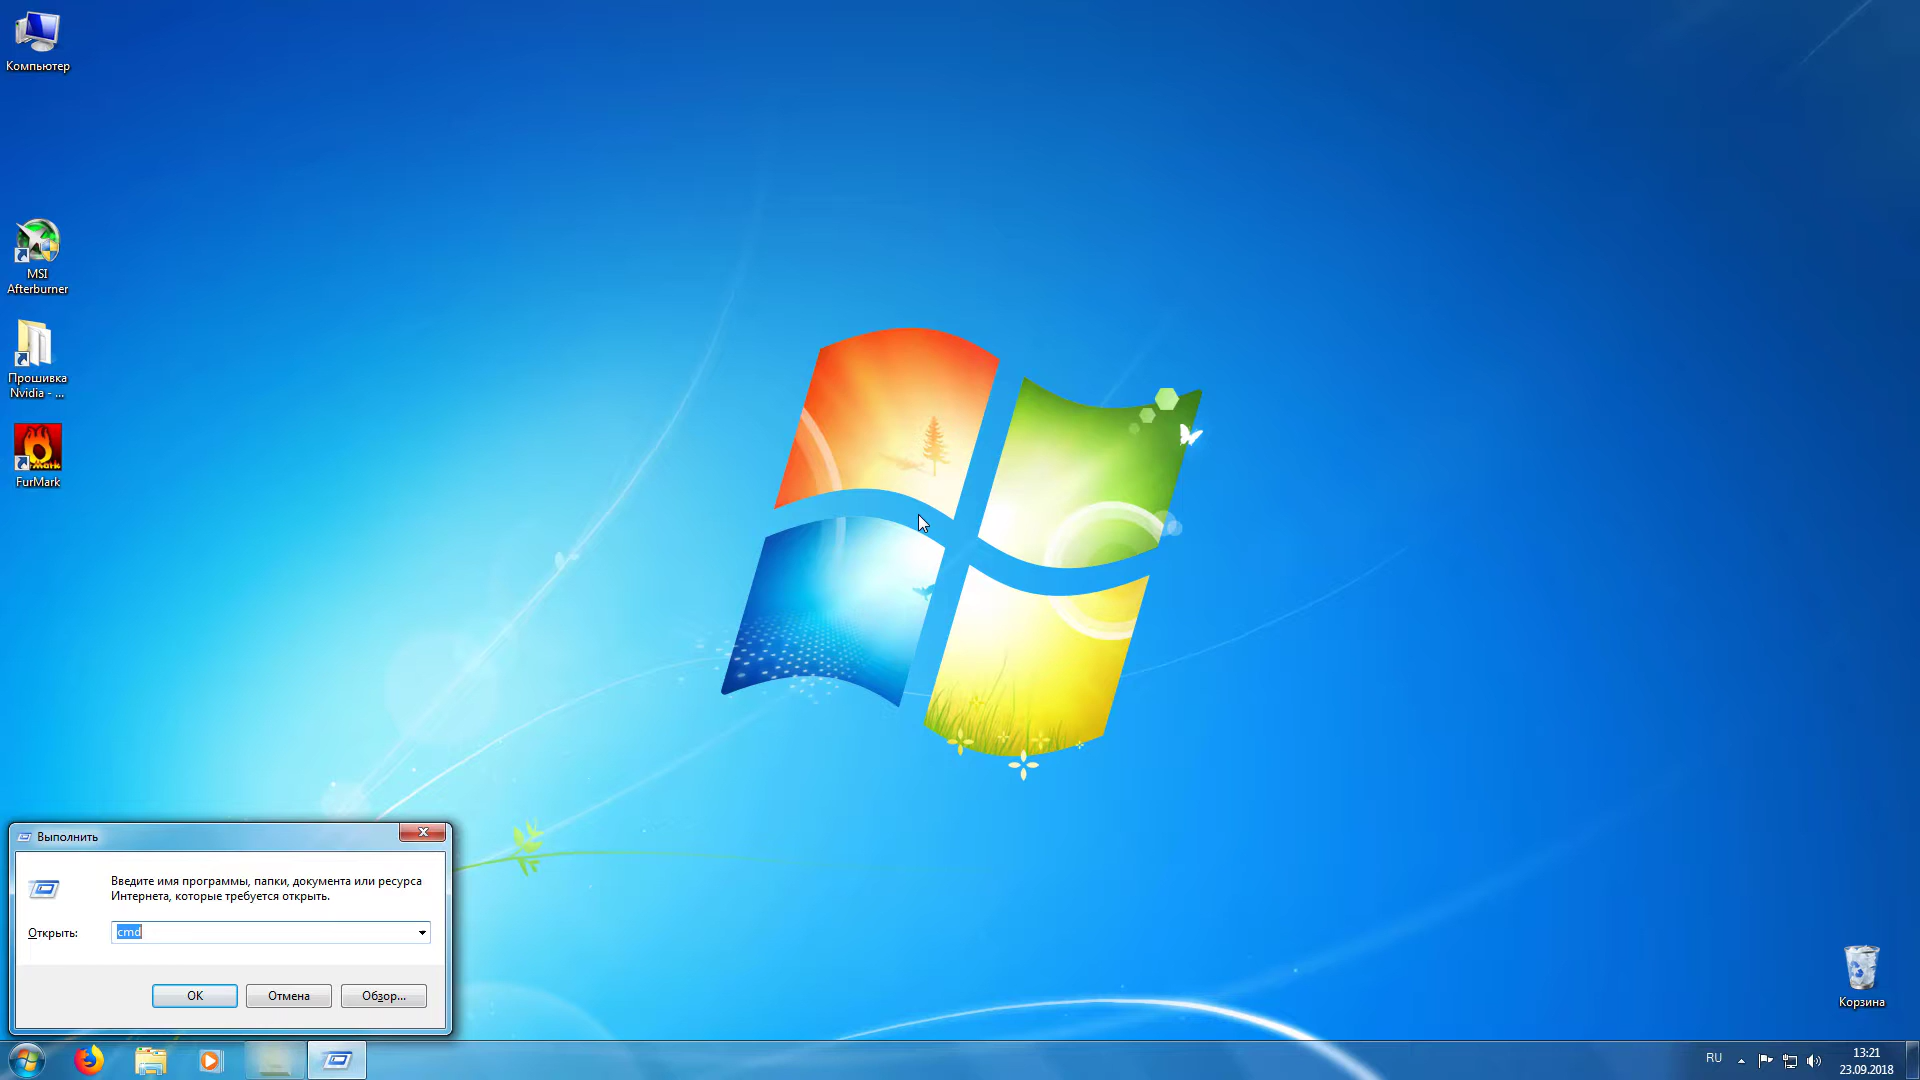 Компьютер
MSI
Afterburner
Прошивка
Nvidia - ...
FurMark
Выполнить
Введите имя программы, папки, документа или ресурса
Интернета, которые требуется открыть.
Открыть:
cmd
OK
Отмена
Обзор...
Корзина
RU
13:21
23.09.2018